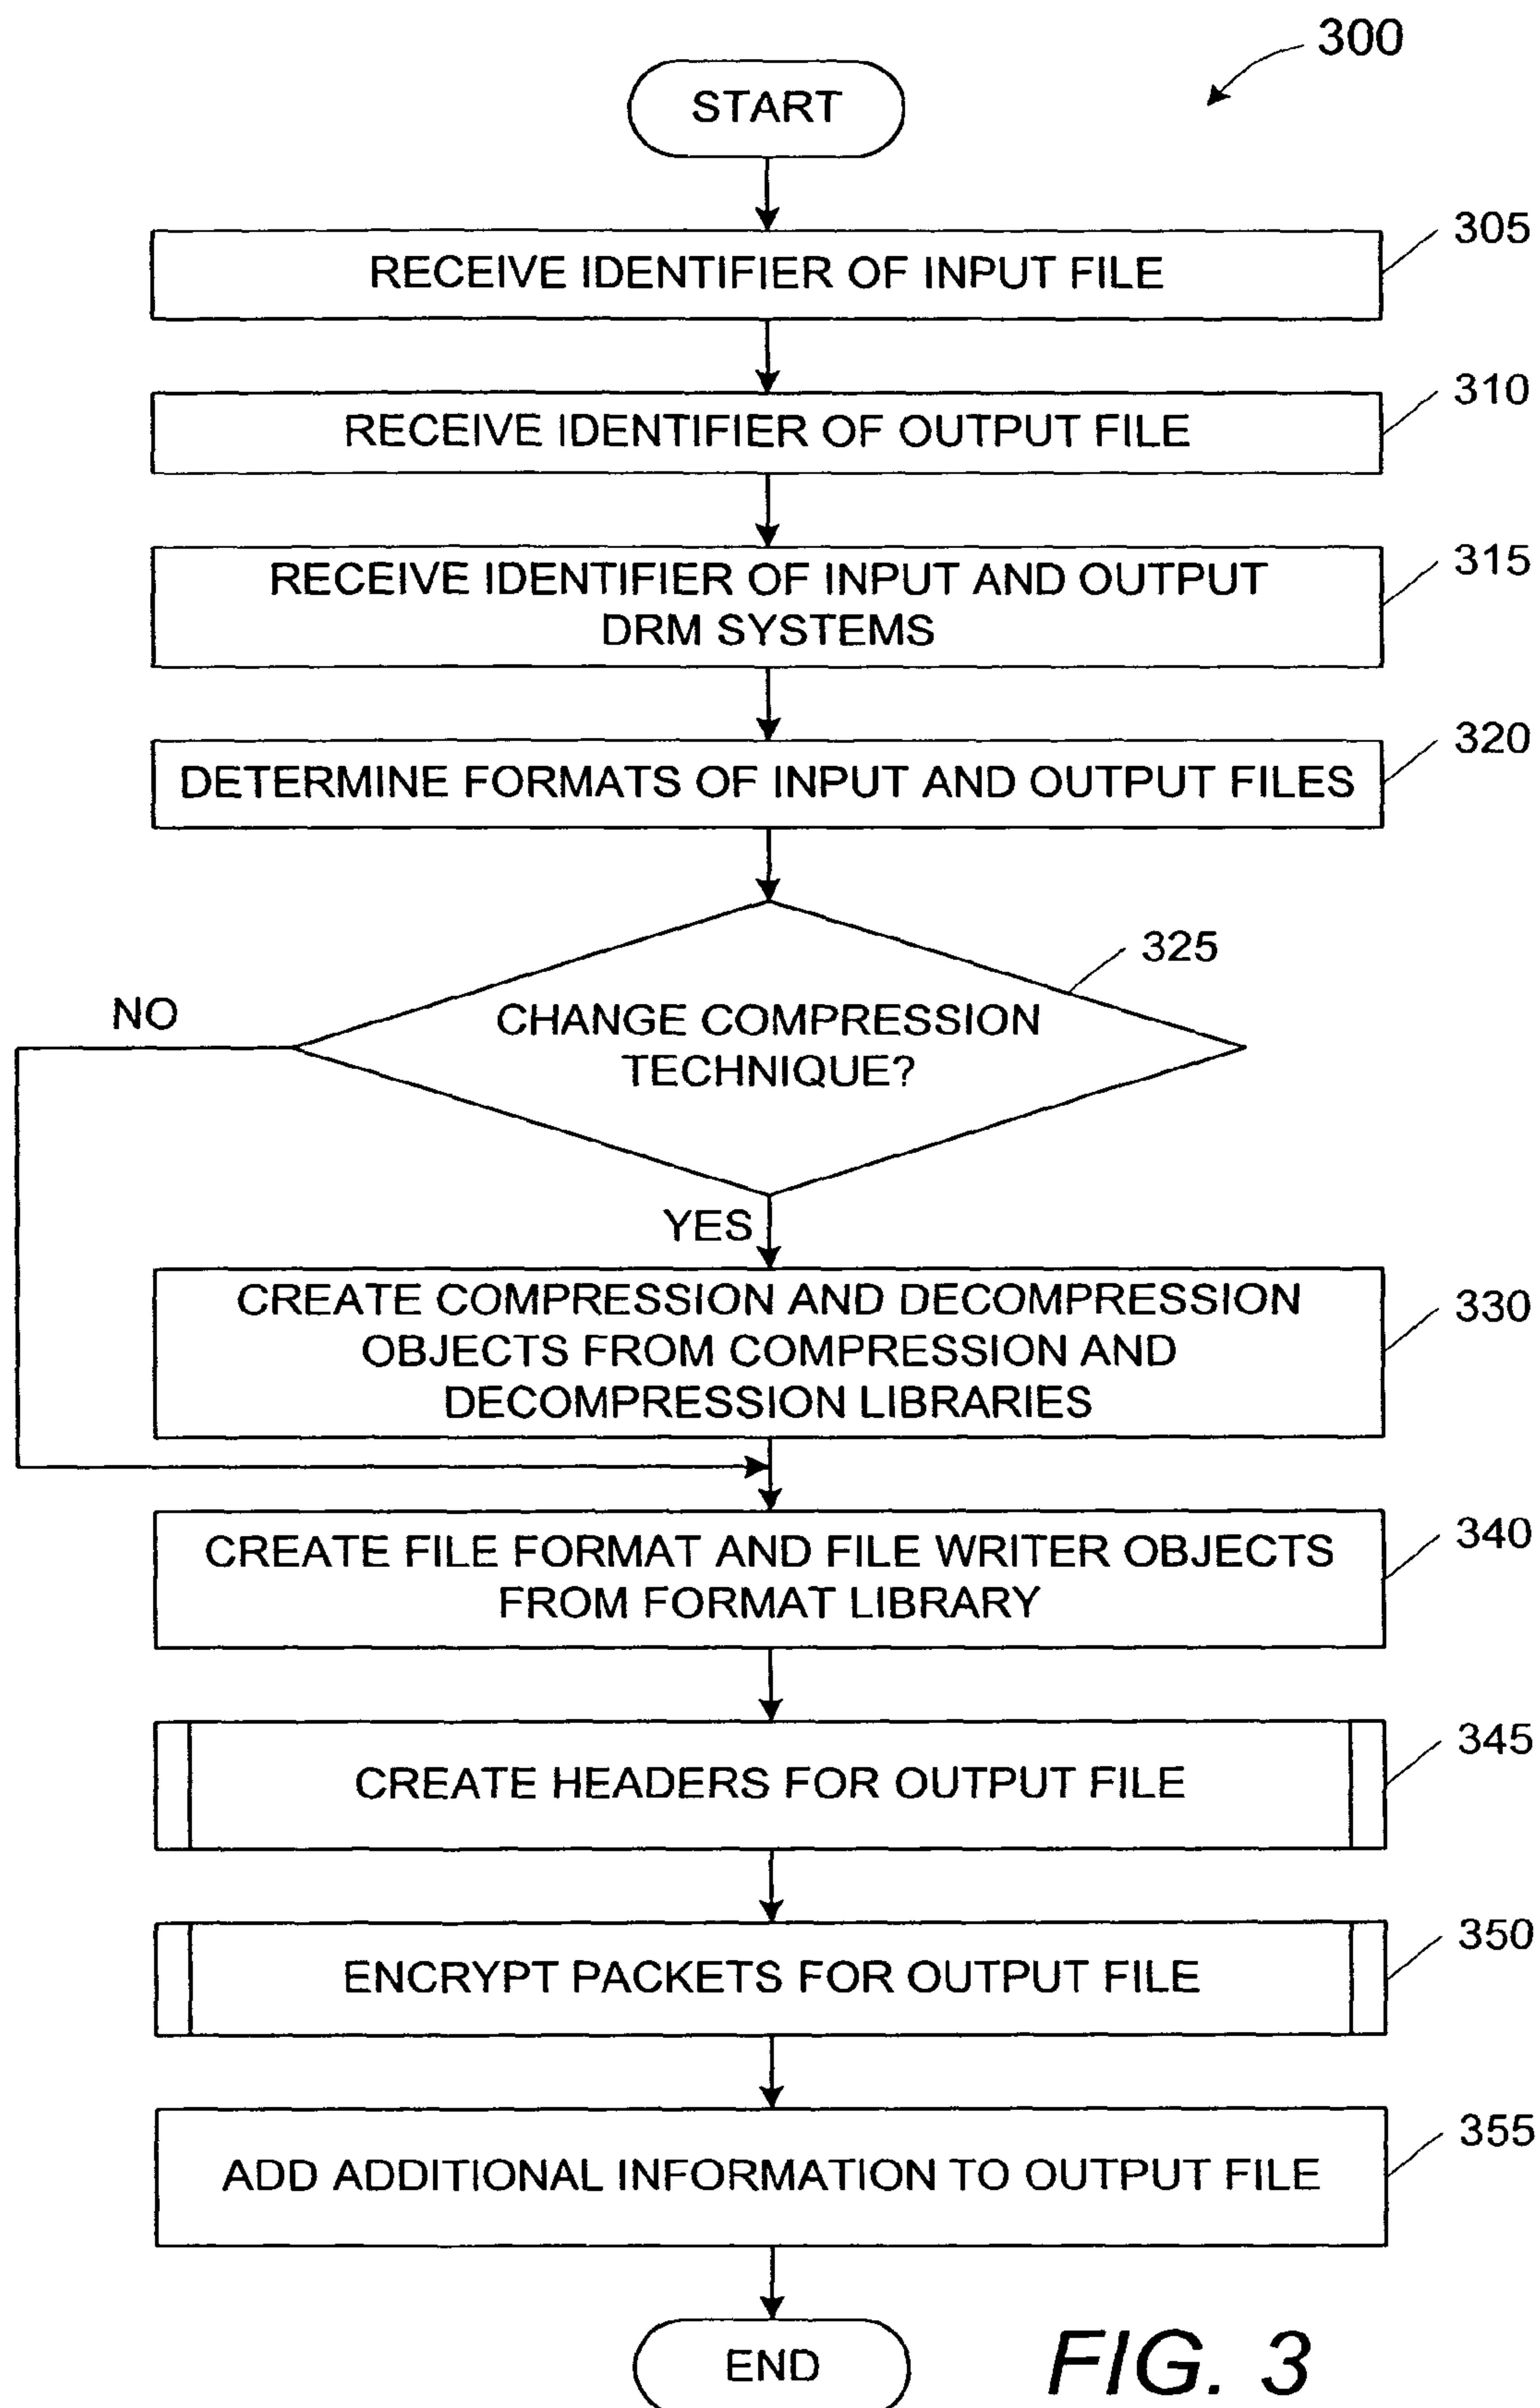 300
START
305
RECEIVE IDENTIFIER OF INPUT FILE
310
RECEIVE IDENTIFIER OF OUTPUT FILE
315
RECEIVE IDENTIFIER OF INPUT AND OUTPUT
DRM SYSTEMS
320
DETERMINE FORMATS OF INPUT AND OUTPUT FILES
325
NO
CHANGE COMPRESSION
TECHNIQUE?
YES
330
CREATE COMPRESSION AND DECOMPRESSION
OBJECTS FROM COMPRESSION AND
DECOMPRESSION LIBRARIES
340
CREATE FILE FORMAT AND FILE WRITER OBJECTS
FROM FORMAT LIBRARY
345
CREATE HEADERS FOR OUTPUT FILE
350
ENCRYPT PACKETS FOR OUTPUT FILE
355
ADD ADDITIONAL INFORMATION TO OUTPUT FILE
END
FIG. 3